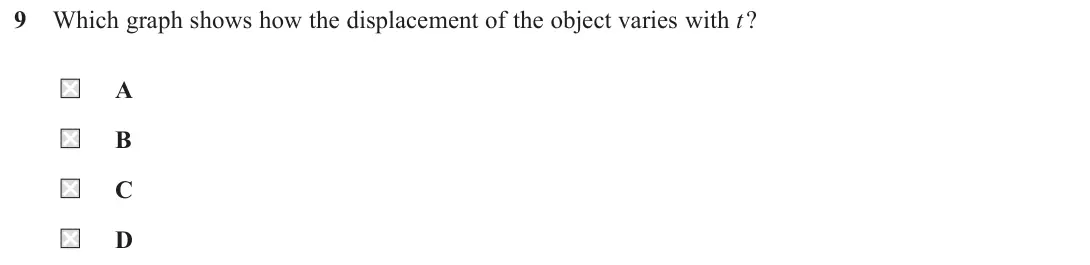 9 Which graph shows how the displacement of the object varies with t?
A
B
C
D